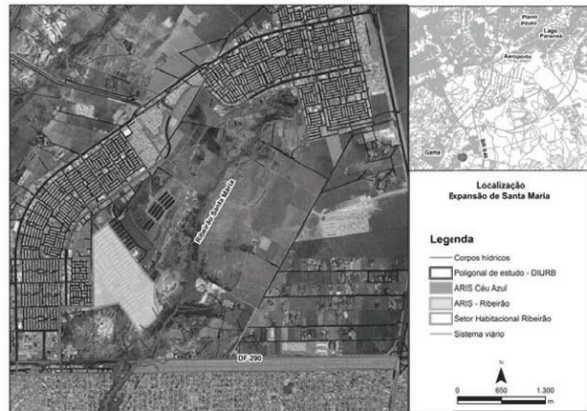 Ribeirão Santa Maria
DF-290
Plano Piloto
Lago
Paranoá
Aeroporto
Gama
Localização
Expansão de Santa Maria
Legenda
Corpos hídricos
Poligonal de estudo - DIURB
ARIS Céu Azul
ARIS - Ribeirão
Setor Habitacional Ribeirão
Sistema viário
N
0 650 1.300
m